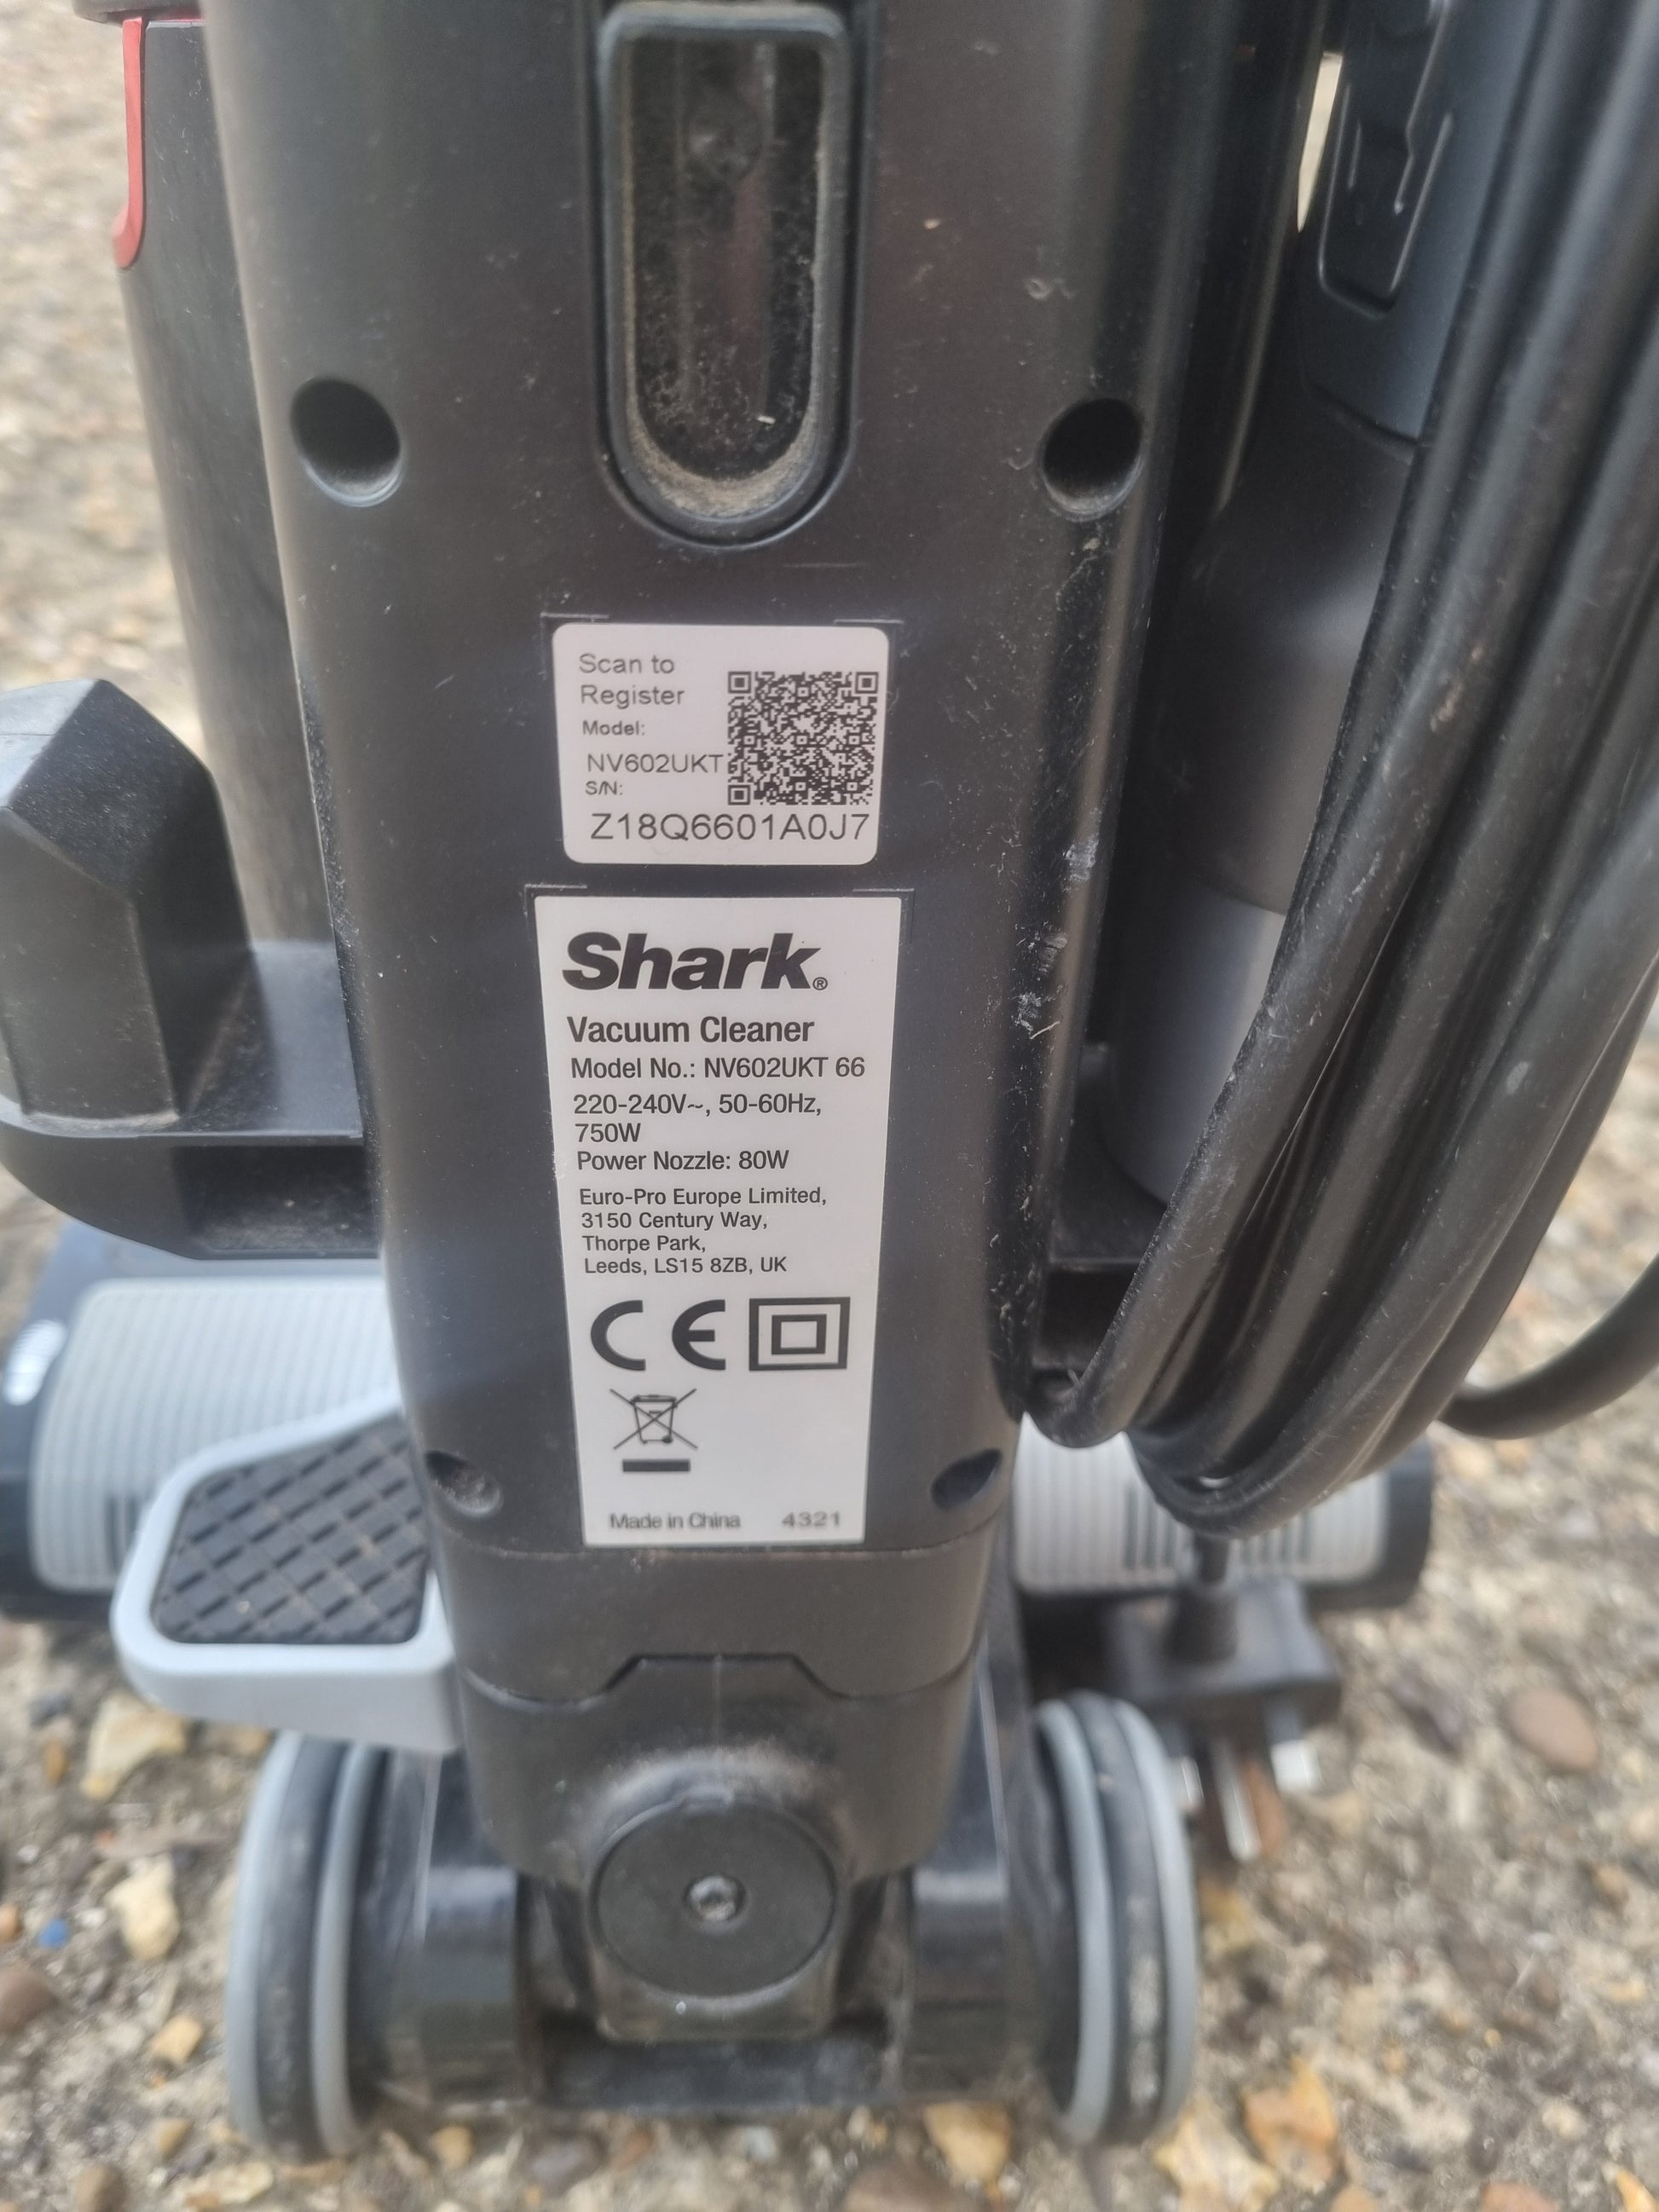 Scan to
Register
Model:
NV602UKT
S/N:
Z18Q6601A0J7
Shark®
Vacuum Cleaner
Model No.: NV602UKT 66
220-240V~, 50-60Hz,
750W
Power Nozzle: 80W
Euro-Pro Europe Limited,
3150 Century Way,
Thorpe Park,
Leeds, LS15 8ZB, UK
CE
Made in China 4321